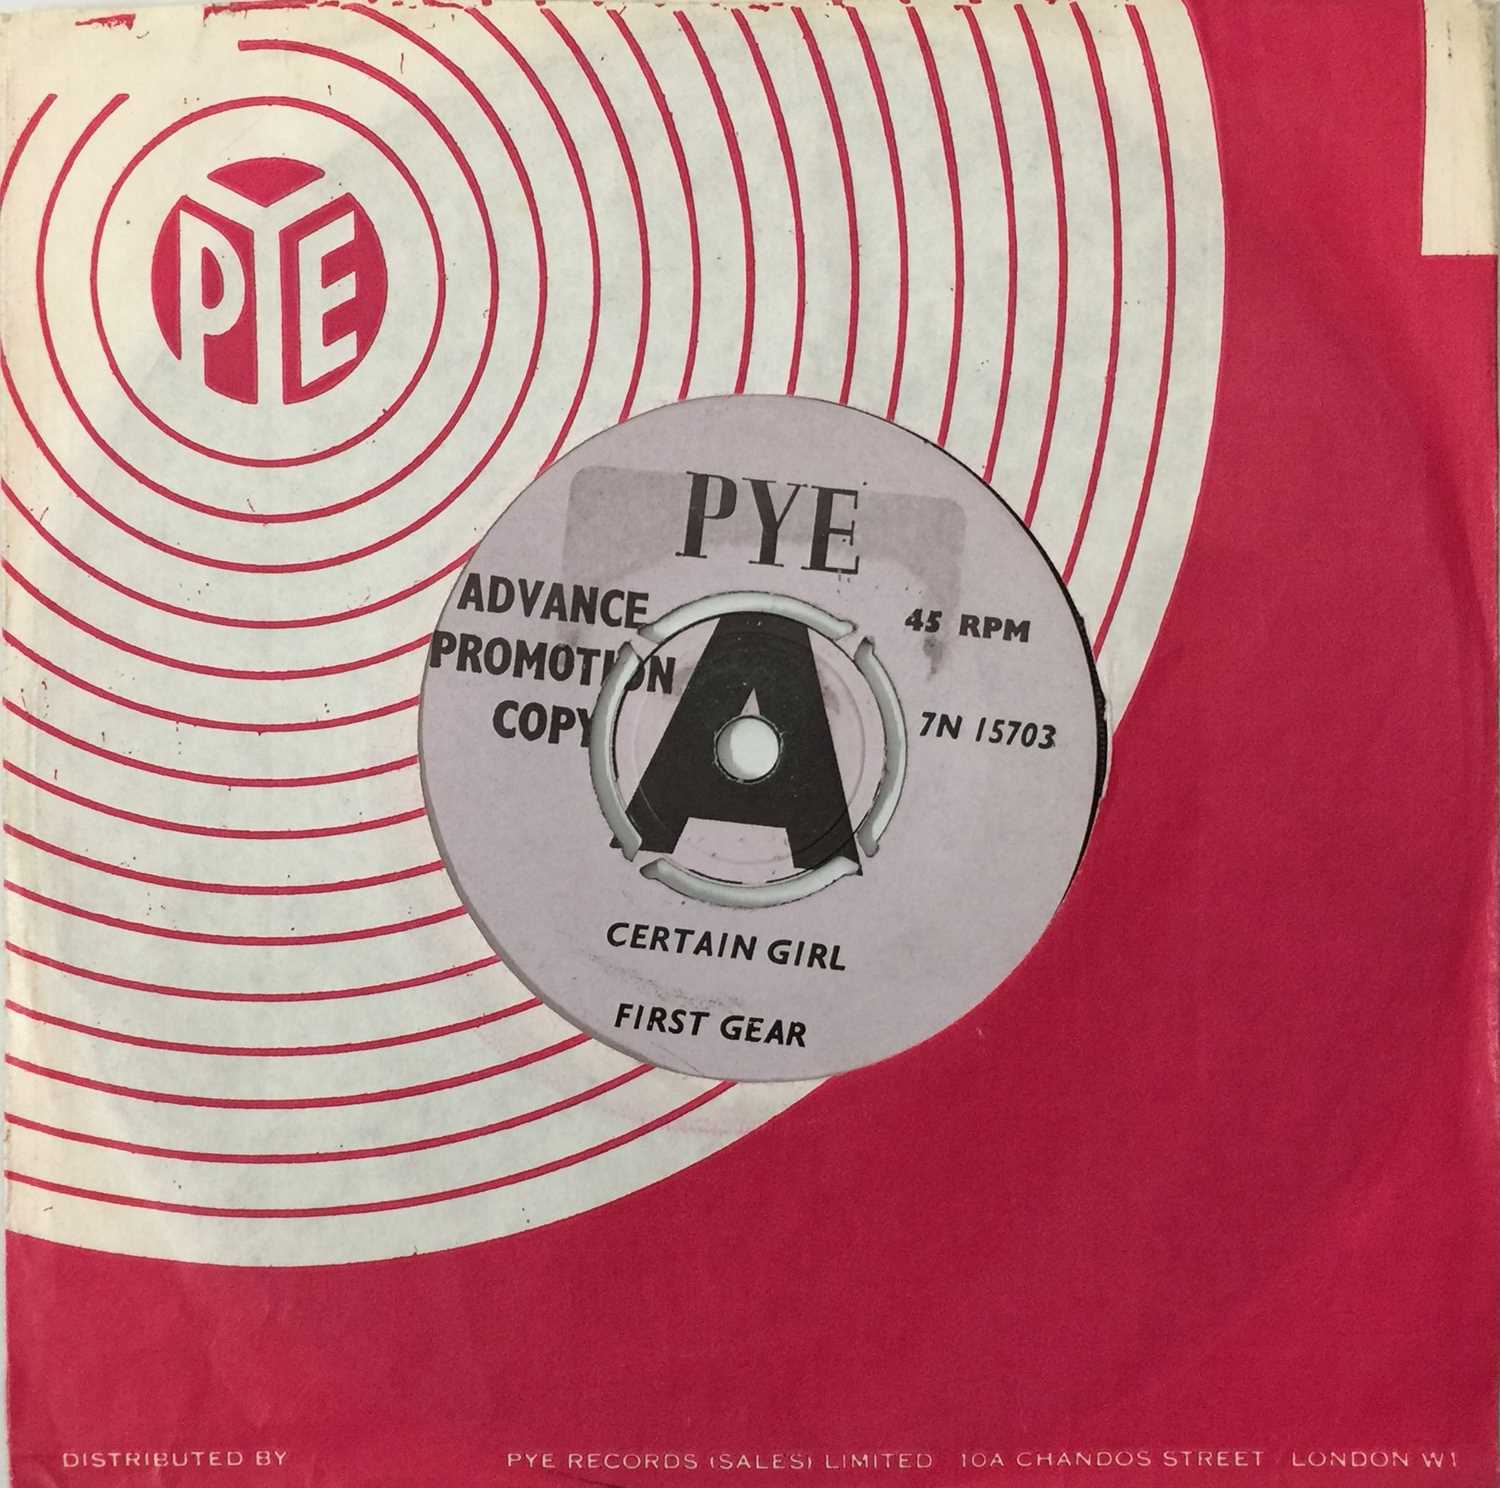 PYE
PYE
ADVANCE
PROMOTION
COPY
A
45 RPM
7N 15703
CERTAIN GIRL
FIRST GEAR
DISTRIBUTED BY PYE RECORDS (SALES) LIMITED 10A CHANDOS STREET LONDON W1